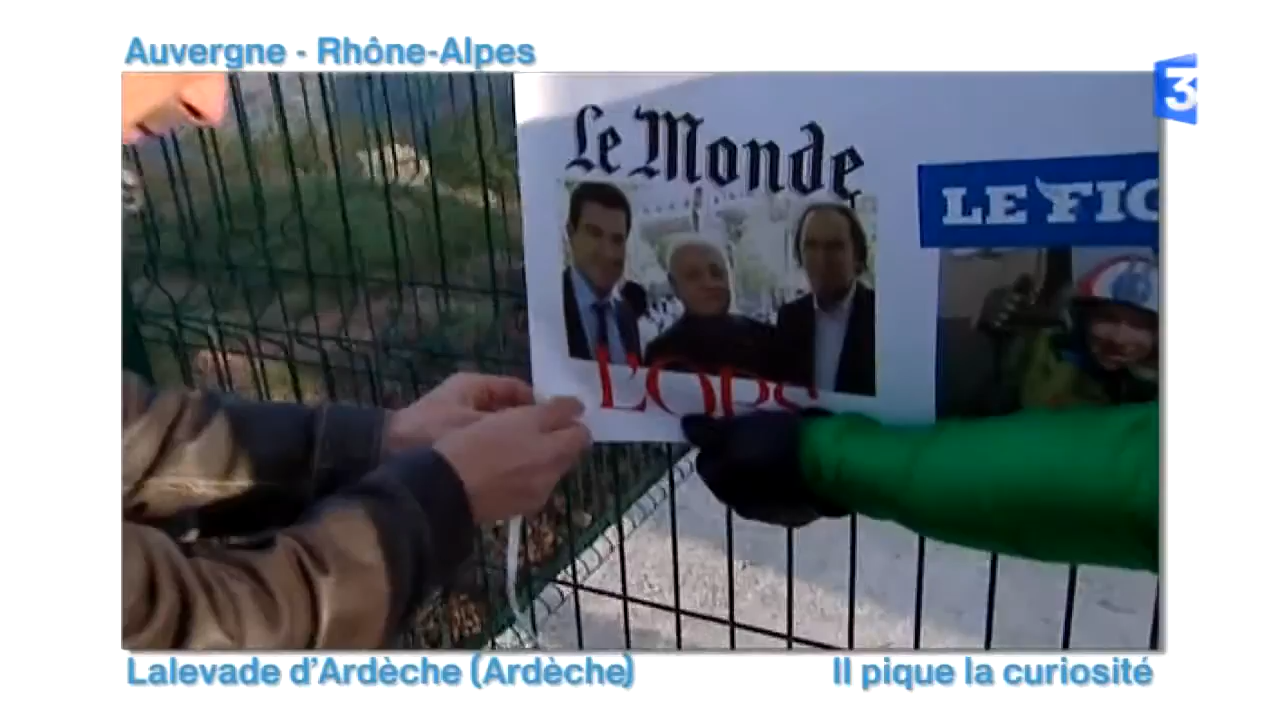 Auvergne - Rhône-Alpes
3
Le Monde
LE FIG
L'OBS
Lalevade d'Ardèche (Ardèche)
Il pique la curiosité